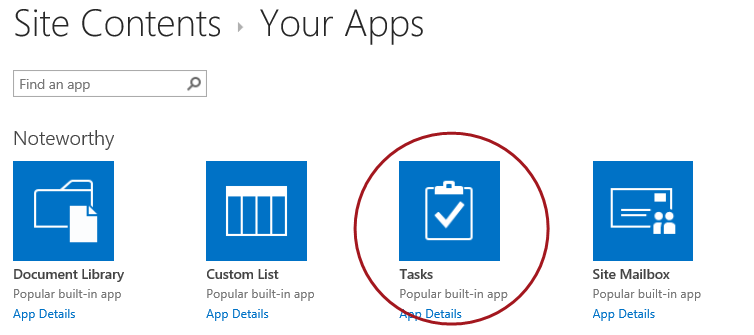 Site Contents ▸ Your Apps
Find an app
Noteworthy
Document Library Custom List Tasks Site Mailbox
Popular built-in app Popular built-in app Popular built-in app Popular built-in app
App Details App Details App Details App Details